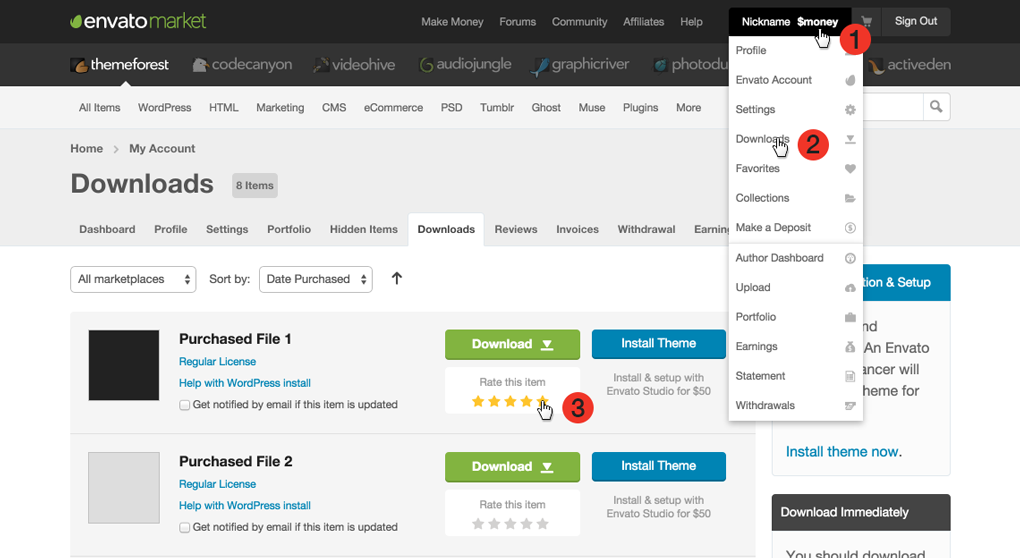 envato market
Make Money
Forums
Community
Affiliates
Help
Nickname $money
Sign Out
1
themeforest
codecanyon
videohive
audiojungle
graphicriver
photodu
activeden
All Items
WordPress
HTML
Marketing
CMS
eCommerce
PSD
Tumblr
Ghost
Muse
Plugins
More
Profile
Envato Account
Settings
Downloads
2
Favorites
Collections
Make a Deposit
Author Dashboard
Upload
Portfolio
Earnings
Statement
Withdrawals
Home > My Account
Downloads
8 Items
Dashboard
Profile
Settings
Portfolio
Hidden Items
Downloads
Reviews
Invoices
Withdrawal
Earnin
All marketplaces
Sort by:
Date Purchased
Purchased File 1
Regular License
Help with WordPress install
Get notified by email if this item is updated
Download
Rate this item
3
Install Theme
Install & setup with
Envato Studio for $50
Purchased File 2
Regular License
Help with WordPress install
Get notified by email if this item is updated
Download
Rate this item
Install Theme
Install & setup with
Envato Studio for $50
tion & Setup
nd
An Envato
ancer will
heme for
Install theme now.
Download Immediately
You should download